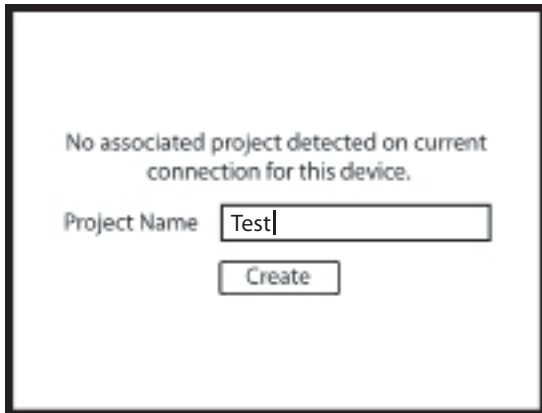 No associated project detected on current
connection for this device.
Project Name Test
Create